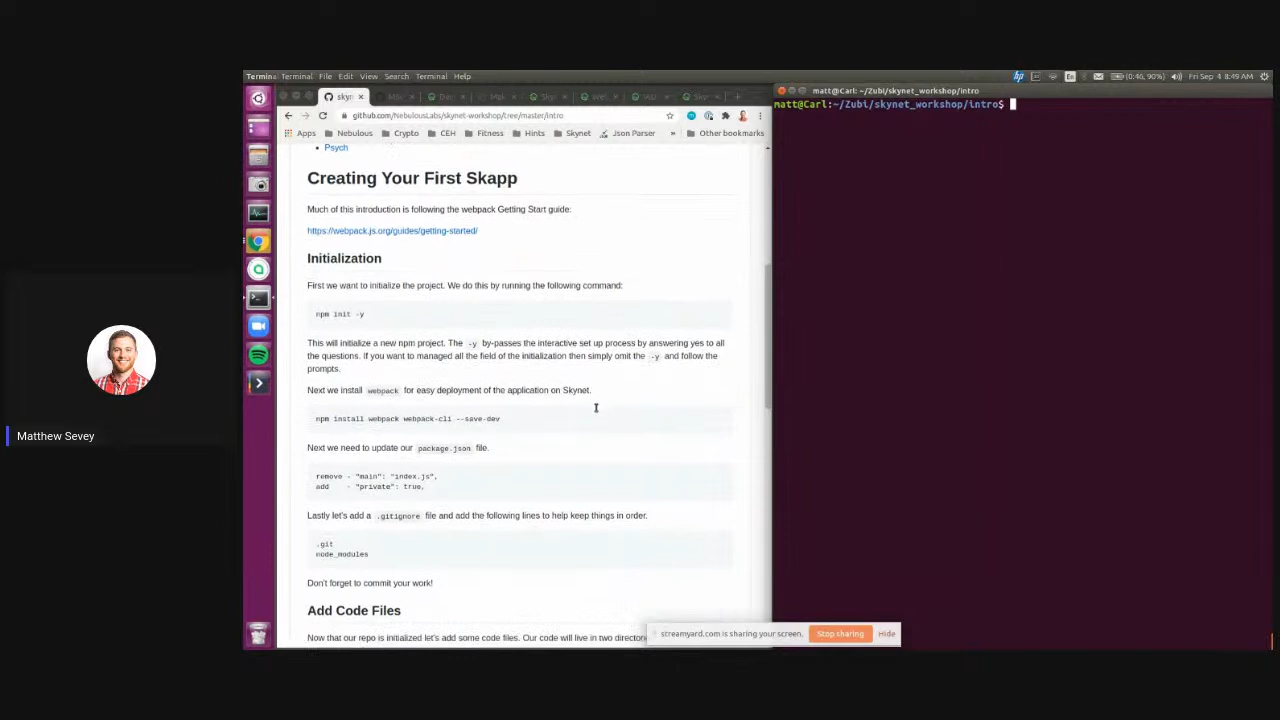 Terminal Terminal File Edit View Search Terminal Help
(0:46, 90%) Fri Sep 4 8:49 AM
matt@Carl: ~/Zubi/skynet_workshop/intro
matt@Carl:~/Zubi/skynet_workshop/intro$
github.com/NebulousLabs/skynet-workshop/tree/master/intro
Apps Nebulous Crypto CEH Fitness Hints Skynet Json Parser » Other bookmarks
Psych
Creating Your First Skapp
Much of this introduction is following the webpack Getting Start guide:
https://webpack.js.org/guides/getting-started/
Initialization
First we want to initialize the project. We do this by running the following command:
npm init -y
This will initialize a new npm project. The -y by-passes the interactive set up process by answering yes to all
the questions. If you want to managed all the field of the initialization then simply omit the -y and follow the
prompts.
Next we install webpack for easy deployment of the application on Skynet.
npm install webpack webpack-cli --save-dev
Next we need to update our package.json file.
remove - "main": "index.js",
add - "private": true,
Lastly let's add a .gitignore file and add the following lines to help keep things in order.
.git
node_modules
Don't forget to commit your work!
Add Code Files
Now that our repo is initialized let's add some code files. Our code will live in two
streamyard.com is sharing your screen. Stop sharing Hide
Matthew Sevey